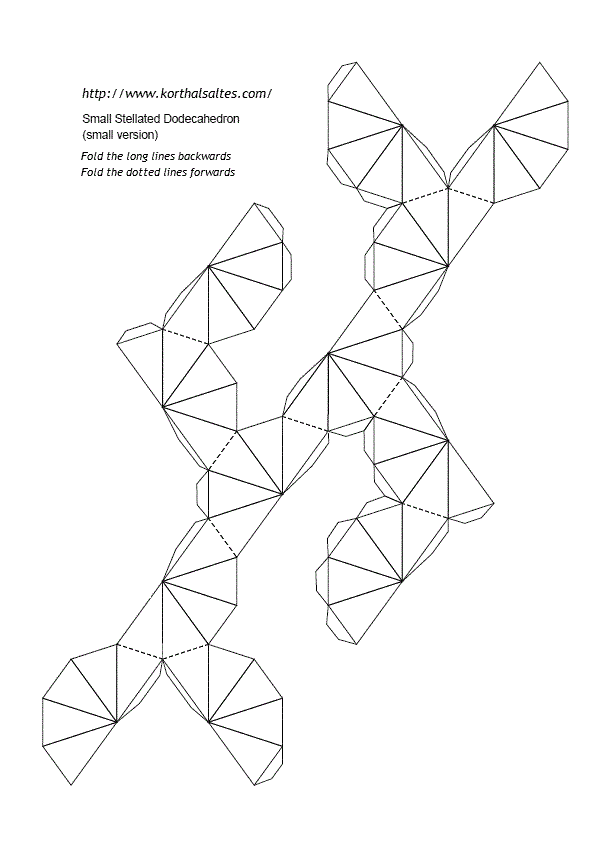 http://www.korthalsaltes.com/
Small Stellated Dodecahedron
(small version)
Fold the long lines backwards
Fold the dotted lines forwards